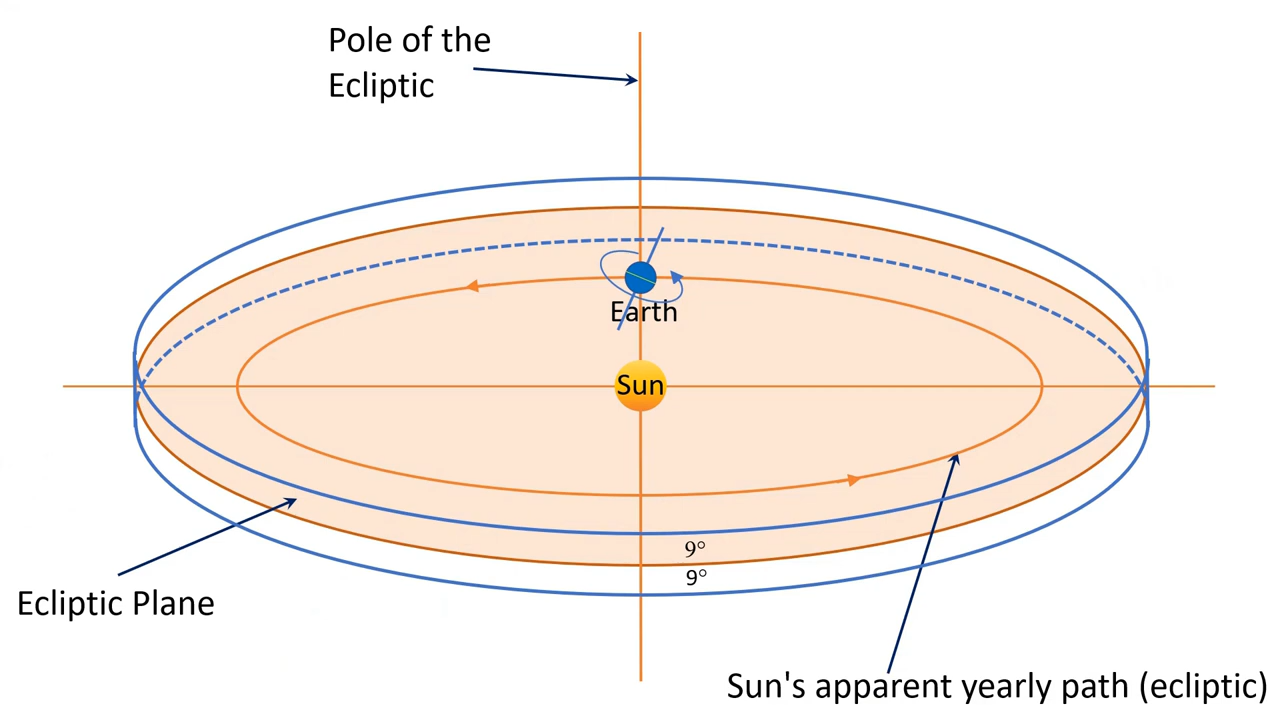 Pole of the
Ecliptic
Earth
Sun
9°
9°
Ecliptic Plane
Sun's apparent yearly path (ecliptic)